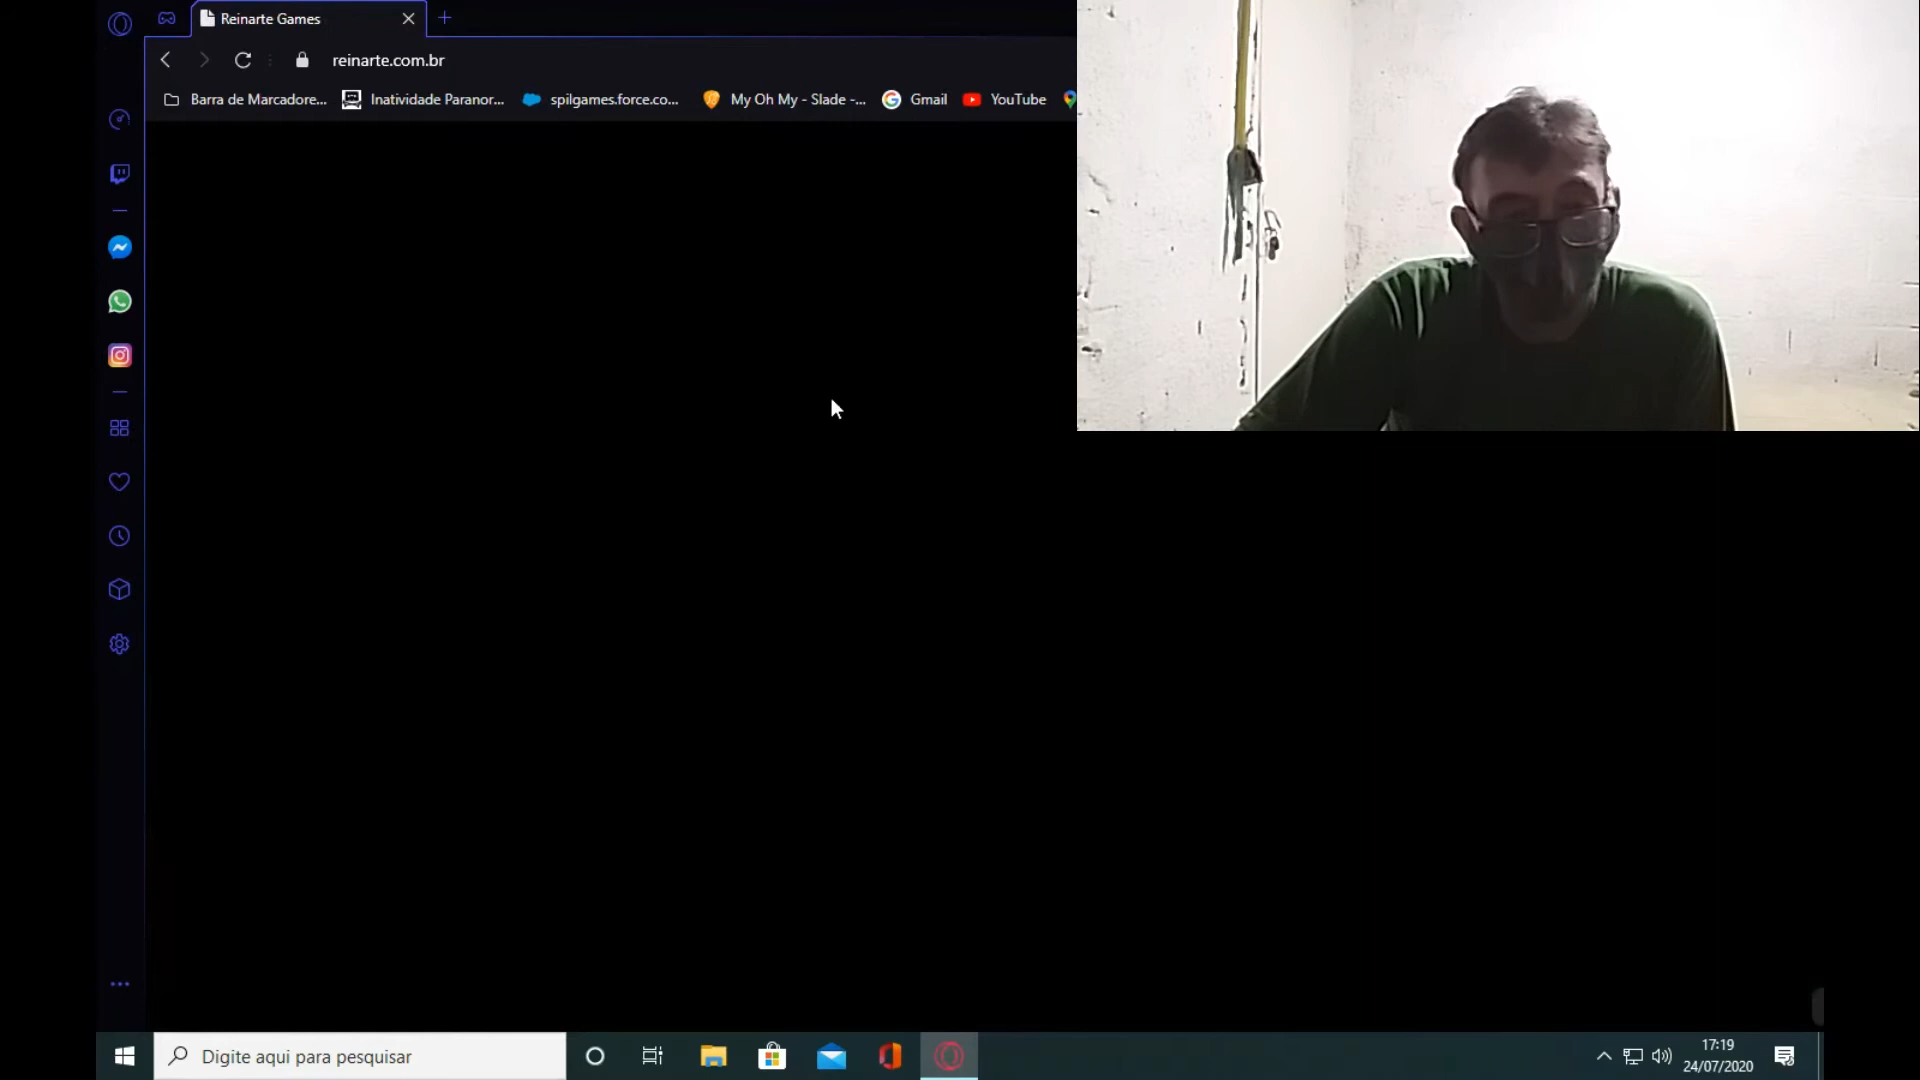 Reinarte Games
reinarte.com.br
Barra de Marcadore... Inatividade Paranor... spilgames.force.co... My Oh My - Slade -... Gmail YouTube
Digite aqui para pesquisar
17:19
24/07/2020